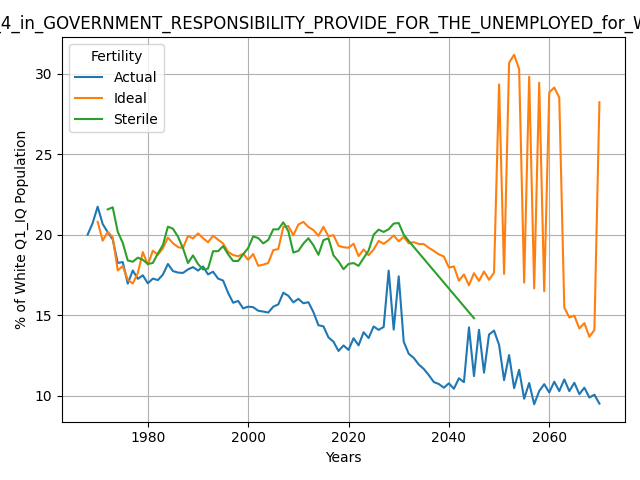 _4_in_GOVERNMENT_RESPONSIBILITY_PROVIDE_FOR_THE_UNEMPLOYED_for_W
Fertility
Actual
Ideal
Sterile
% of White Q1_IQ Population
30
25
20
15
10
1980
2000
2020
2040
2060
Years